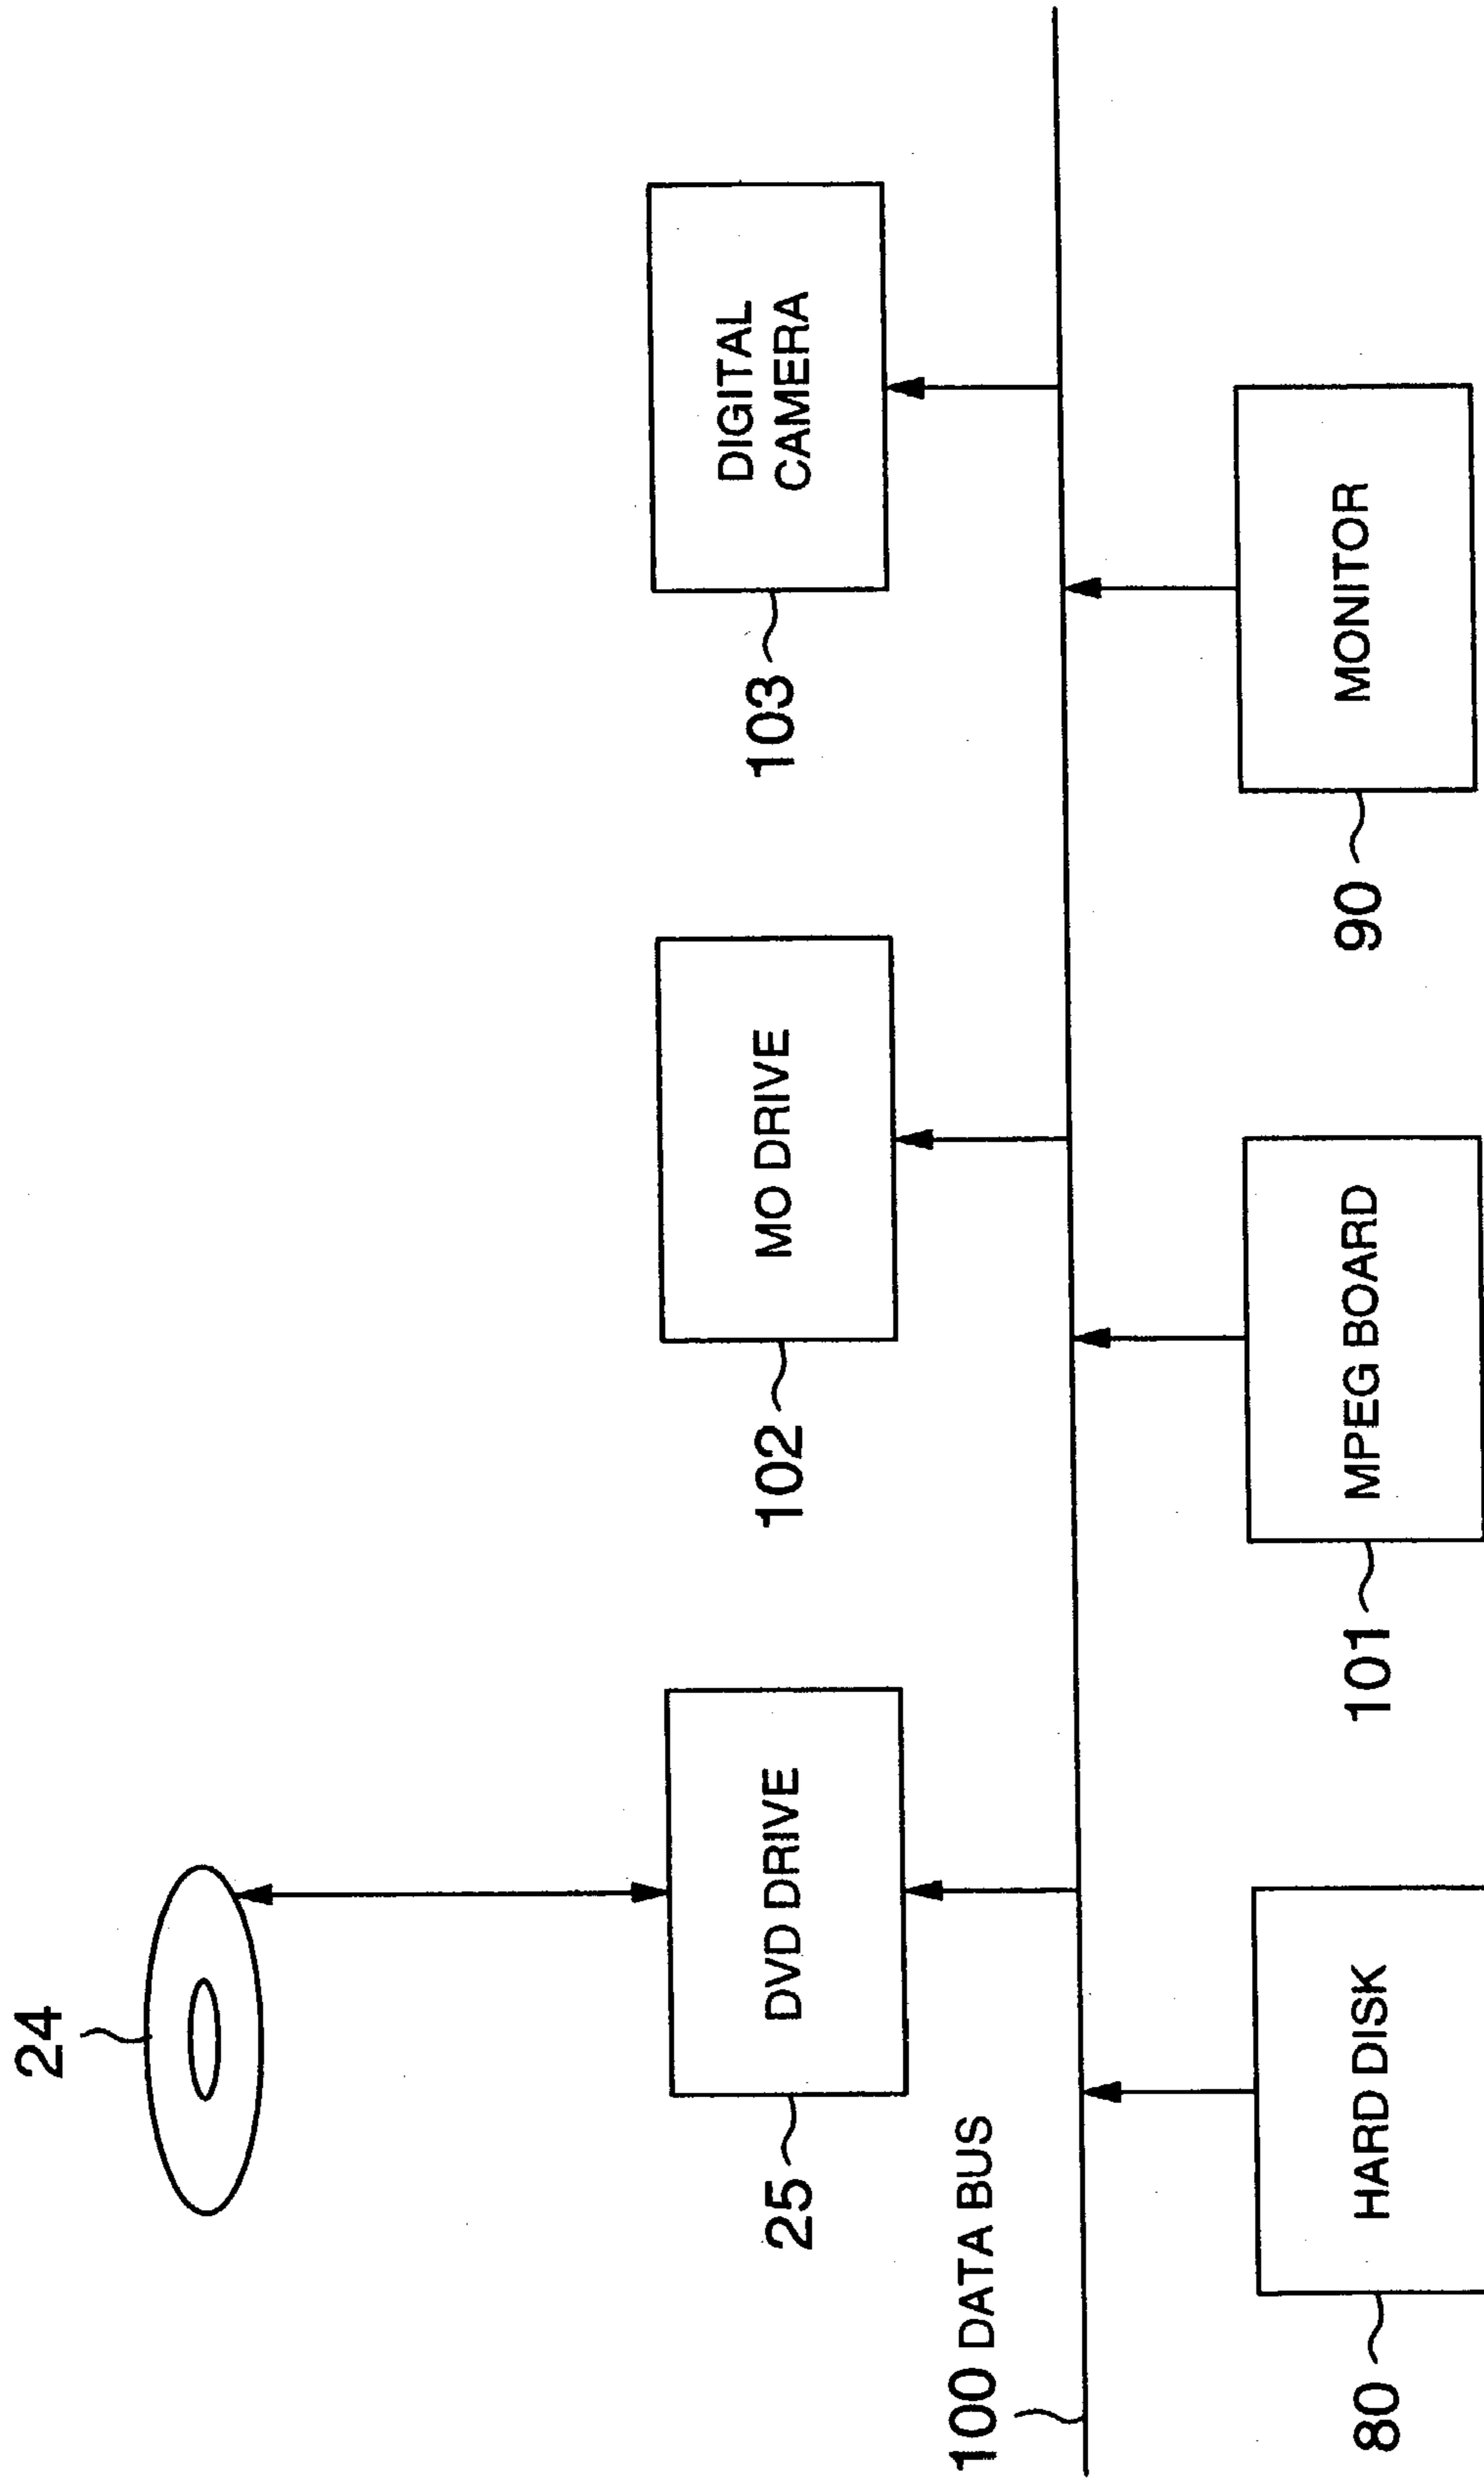 24
25
DVD DRIVE
102
MO DRIVE
103
DIGITAL
CAMERA
100 DATA BUS
80
HARD DISK
101
MPEG BOARD
90
MONITOR